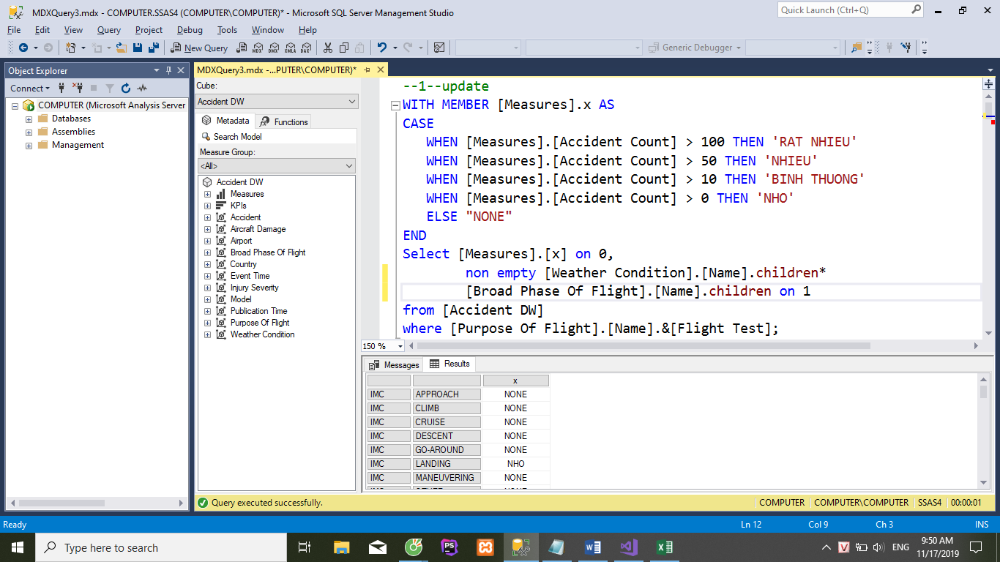 MDXQuery3.mdx - COMPUTER.SSAS4 (COMPUTER\COMPUTER)* - Microsoft SQL Server Management Studio
Quick Launch (Ctrl+Q)
File Edit View Query Project Debug Tools Window Help
New Query MDX DMX XMLA DAX Generic Debugger
Object Explorer
Connect
COMPUTER (Microsoft Analysis Server
Databases
Assemblies
Management
MDXQuery3.mdx -...PUTER\COMPUTER)*
Cube:
Accident DW
Metadata Functions
Search Model
Measure Group:
<All>
Accident DW
Measures
KPIs
Accident
Aircraft Damage
Airport
Broad Phase Of Flight
Country
Event Time
Injury Severity
Model
Publication Time
Purpose Of Flight
Weather Condition
--1--update
WITH MEMBER [Measures].x AS
CASE
WHEN [Measures].[Accident Count] > 100 THEN 'RAT NHIEU'
WHEN [Measures].[Accident Count] > 50 THEN 'NHIEU'
WHEN [Measures].[Accident Count] > 10 THEN 'BINH THUONG'
WHEN [Measures].[Accident Count] > 0 THEN 'NHO'
ELSE "NONE"
END
Select [Measures].[x] on 0,
non empty [Weather Condition].[Name].children*
[Broad Phase Of Flight].[Name].children on 1
from [Accident DW]
where [Purpose Of Flight].[Name].&[Flight Test];
150 %
Messages Results
x
IMC APPROACH NONE
IMC CLIMB NONE
IMC CRUISE NONE
IMC DESCENT NONE
IMC GO-AROUND NONE
IMC LANDING NHO
IMC MANEUVERING NONE
Query executed successfully.
COMPUTER COMPUTER\COMPUTER SSAS4 00:00:01
Ready Ln 12 Col 9 Ch 3 INS
Type here to search
ENG
9:50 AM
11/17/2019